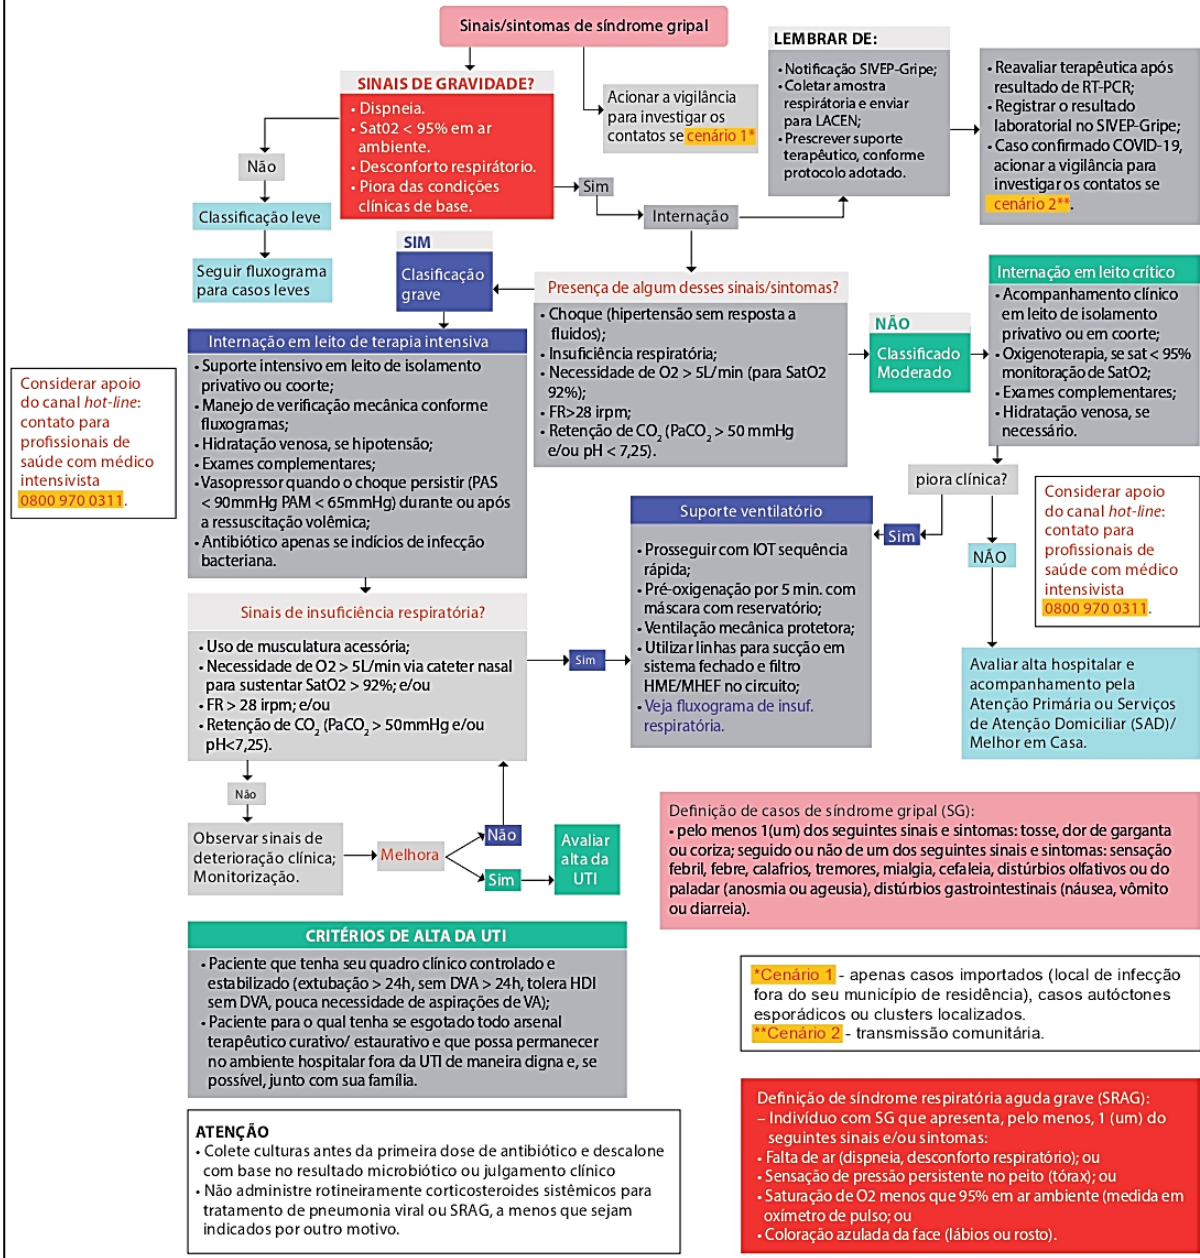 Sinais/sintomas de síndrome gripal
SINAIS DE GRAVIDADE?
• Dispneia.
• Sat02 < 95% em ar
ambiente.
• Desconforto respirátorio.
• Piora das condições
clínicas de base.
Acionar a vigilância
para investigar os
contatos se cenário 1*
LEMBRAR DE:
• Notificação SIVEP-Gripe;
• Coletar amostra
respiratória e enviar
para LACEN;
• Prescrever suporte
terapêutico, conforme
protocolo adotado.
• Reavaliar terapêutica após
resultado de RT-PCR;
• Registrar o resultado
laboratorial no SIVEP-Gripe;
• Caso confirmado COVID-19,
acionar a vigilância para
investigar os contatos se
cenário 2**.
Não
Sim
Classificação leve
Internação
Seguir fluxograma
para casos leves
SIM
Clasificação
grave
Presença de algum desses sinais/sintomas?
• Choque (hipertensão sem resposta a
fluidos);
• Insuficiência respiratória;
• Necessidade de O2 > 5L/min (para SatO2
92%);
• FR>28 irpm;
• Retenção de CO2 (PaCO2 > 50 mmHg
e/ou pH < 7,25).
NÃO
Classificado
Moderado
Internação em leito crítico
• Acompanhamento clínico
em leito de isolamento
privativo ou em coorte;
• Oxigenoterapia, se sat < 95%
monitoração de SatO2;
• Exames complementares;
• Hidratação venosa, se
necessário.
Internação em leito de terapia intensiva
• Suporte intensivo em leito de isolamento
privativo ou coorte;
• Manejo de verificação mecânica conforme
fluxogramas;
• Hidratação venosa, se hipotensão;
• Exames complementares;
• Vasopressor quando o choque persistir (PAS
< 90mmHg PAM < 65mmHg) durante ou após
a ressuscitação volêmica;
• Antibiótico apenas se indícios de infecção
bacteriana.
Considerar apoio
do canal hot-line:
contato para
profissionais de
saúde com médico
intensivista
0800 970 0311.
piora clínica?
Sim
NÃO
Considerar apoio
do canal hot-line:
contato para
profissionais de
saúde com médico
intensivista
0800 970 0311.
Suporte ventilatório
• Prosseguir com IOT sequência
rápida;
• Pré-oxigenação por 5 min. com
máscara com reservatório;
• Ventilação mecânica protetora;
• Utilizar linhas para sucção em
sistema fechado e filtro
HME/MHEF no circuito;
• Veja fluxograma de insuf.
respiratória.
Sinais de insuficiência respiratória?
• Uso de musculatura acessória;
• Necessidade de O2 > 5L/min via cateter nasal
para sustentar SatO2 > 92%; e/ou
• FR > 28 irpm; e/ou
• Retenção de CO2 (PaCO2 > 50mmHg e/ou
pH<7,25).
Sim
Avaliar alta hospitalar e
acompanhamento pela
Atenção Primária ou Serviços
de Atenção Domiciliar (SAD)/
Melhor em Casa.
Não
Observar sinais de
deterioração clínica;
Monitorização.
Melhora
Não
Sim
Avaliar
alta da
UTI
Definição de casos de síndrome gripal (SG):
• pelo menos 1(um) dos seguintes sinais e sintomas: tosse, dor de garganta
ou coriza; seguido ou não de um dos seguintes sinais e sintomas: sensação
febril, febre, calafrios, tremores, mialgia, cefaleia, distúrbios olfativos ou do
paladar (anosmia ou ageusia), distúrbios gastrointestinais (náusea, vômito
ou diarreia).
CRITÉRIOS DE ALTA DA UTI
• Paciente que tenha seu quadro clínico controlado e
estabilizado (extubação > 24h, sem DVA > 24h, tolera HDI
sem DVA, pouca necessidade de aspirações de VA);
• Paciente para o qual tenha se esgotado todo arsenal
terapêutico curativo/ estaurativo e que possa permanecer
no ambiente hospitalar fora da UTI de maneira digna e, se
possível, junto com sua família.
*Cenário 1 - apenas casos importados (local de infecção
fora do seu município de residência), casos autóctones
esporádicos ou clusters localizados.
**Cenário 2 - transmissão comunitária.
ATENÇÃO
• Colete culturas antes da primeira dose de antibiótico e descalone
com base no resultado microbiótico ou julgamento clínico
• Não administre rotineiramente corticosteroides sistêmicos para
tratamento de pneumonia viral ou SRAG, a menos que sejam
indicados por outro motivo.
Definição de síndrome respiratória aguda grave (SRAG):
– Indivíduo com SG que apresenta, pelo menos, 1 (um) do
seguintes sinais e/ou sintomas:
• Falta de ar (dispneia, desconforto respiratório); ou
• Sensação de pressão persistente no peito (tórax); ou
• Saturação de O2 menos que 95% em ar ambiente (medida em
oxímetro de pulso; ou
• Coloração azulada da face (lábios ou rosto).